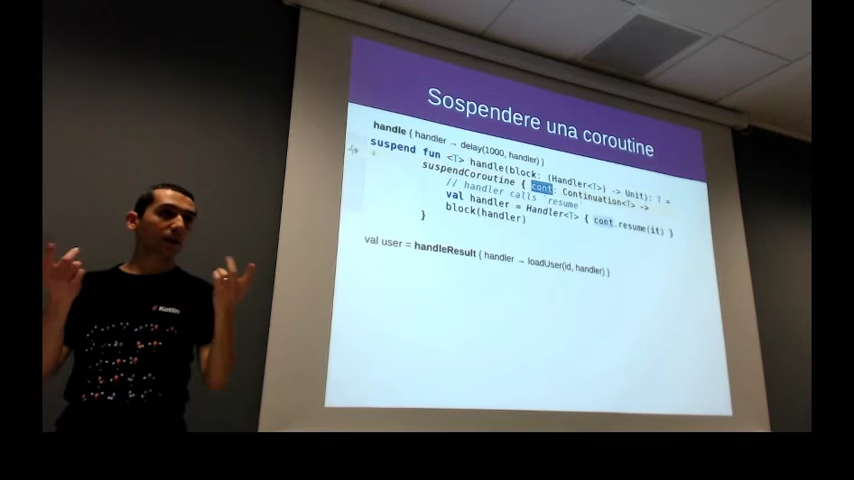 Sospendere una coroutine
handle { handler → delay(1000, handler) }
suspend fun <T> handle(block: (Handler<T>) -> Unit): T =
suspendCoroutine { cont: Continuation<T> ->
// handler calls `resume`
val handler = Handler<T> { cont.resume(it) }
block(handler)
}
val user = handleResult { handler → loadUser(id, handler) }
Kotlin